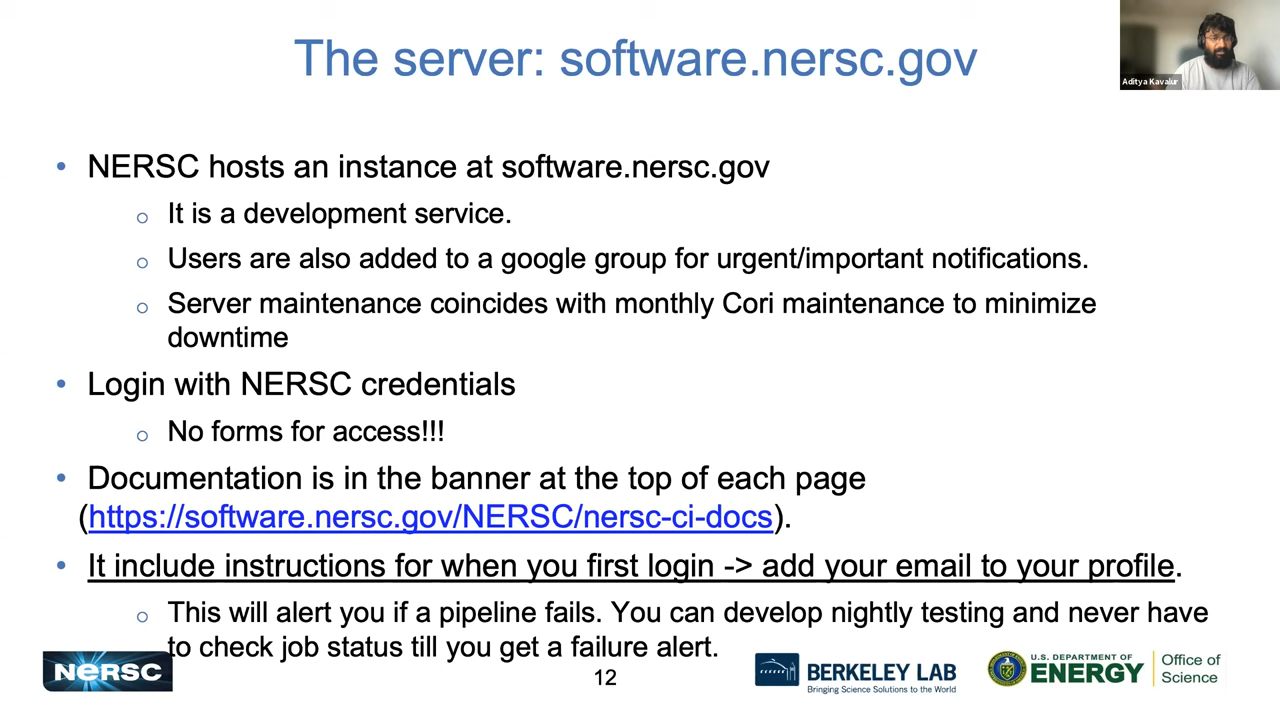 The server: software.nersc.gov
Aditya Kavalur
• NERSC hosts an instance at software.nersc.gov
o It is a development service.
o Users are also added to a google group for urgent/important notifications.
o Server maintenance coincides with monthly Cori maintenance to minimize
downtime
• Login with NERSC credentials
o No forms for access!!!
• Documentation is in the banner at the top of each page
(https://software.nersc.gov/NERSC/nersc-ci-docs).
• It include instructions for when you first login -> add your email to your profile.
o This will alert you if a pipeline fails. You can develop nightly testing and never have
to check job status till you get a failure alert.
NERSC
12
BERKELEY LAB
Bringing Science Solutions to the World
U.S. DEPARTMENT OF
ENERGY
Office of
Science